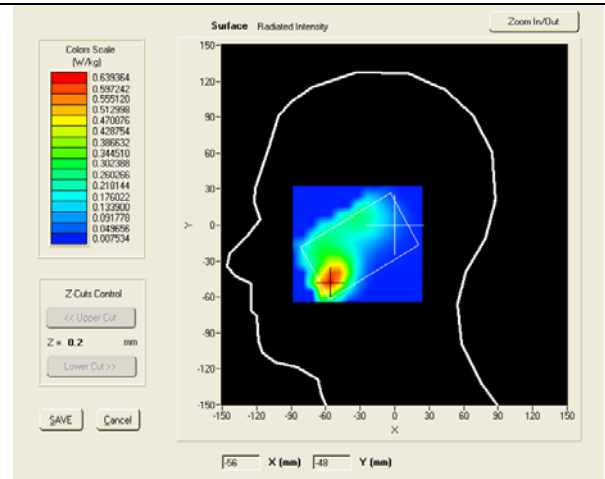 Surface Radiated Intensity
Zoom In/Out
Colors Scale
(W/kg)
0.639364
0.597242
0.555120
0.512998
0.470876
0.428754
0.386632
0.344510
0.302388
0.260266
0.218144
0.176022
0.133900
0.091778
0.049656
0.007534
150-
120-
90-
60-
30-
0-
-30-
-60-
-90-
-120-
-150-
Y
-150 -120 -90 -60 -30 0 30 60 90 120 150
X
Z-Cuts Control
<< Upper Cut
Z = 0.2 mm
Lower Cut >>
SAVE Cancel
-56 X (mm) -48 Y (mm)